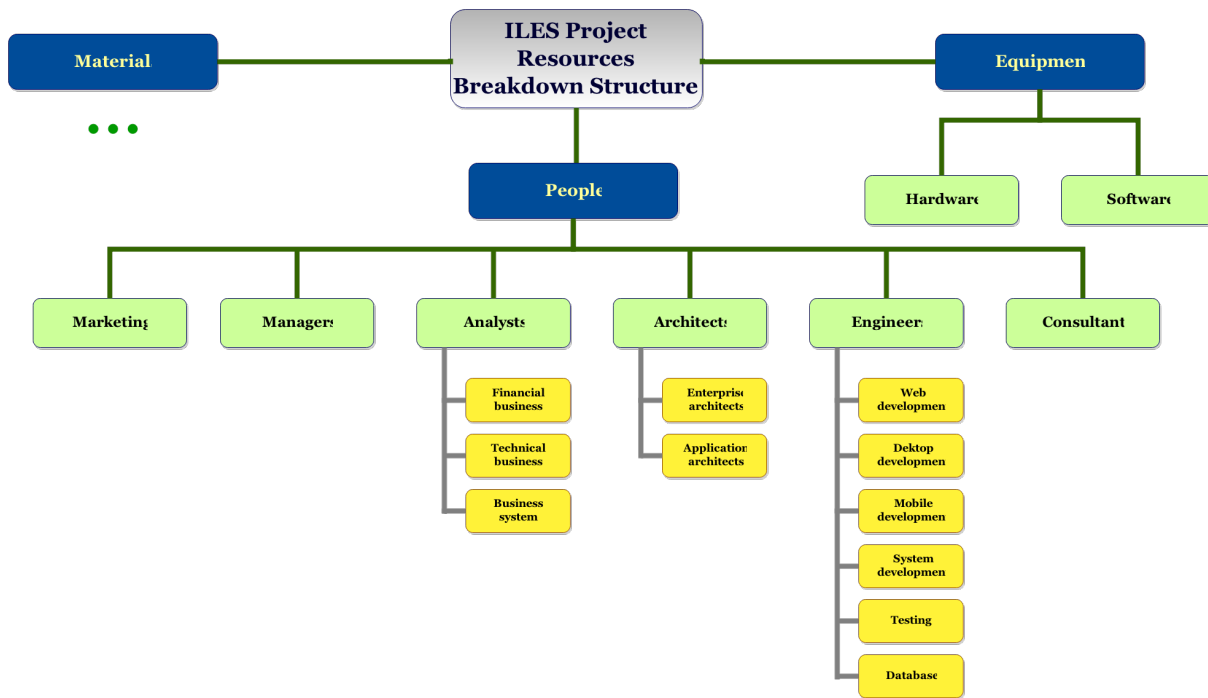 ILES Project
Resources
Breakdown Structure
Material
Equipmen
People
Hardware
Software
Marketing
Managers
Analysts
Architects
Engineers
Consultant
Financial
business
Technical
business
Business
system
Enterprise
architects
Application
architects
Web
developmen
Dektop
developmen
Mobile
developmen
System
developmen
Testing
Database